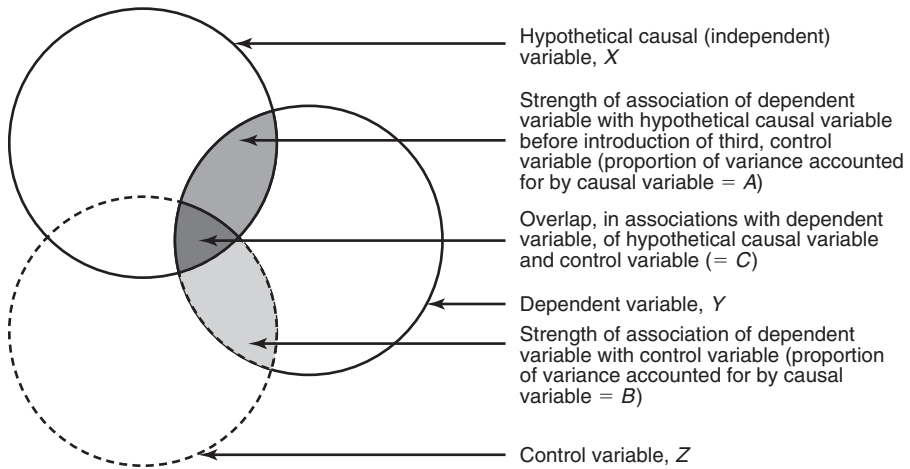 Hypothetical causal (independent)
variable, X
Strength of association of dependent
variable with hypothetical causal variable
before introduction of third, control
variable (proportion of variance accounted
for by causal variable = A)
Overlap, in associations with dependent
variable, of hypothetical causal variable
and control variable (= C)
Dependent variable, Y
Strength of association of dependent
variable with control variable (proportion
of variance accounted for by causal
variable = B)
Control variable, Z